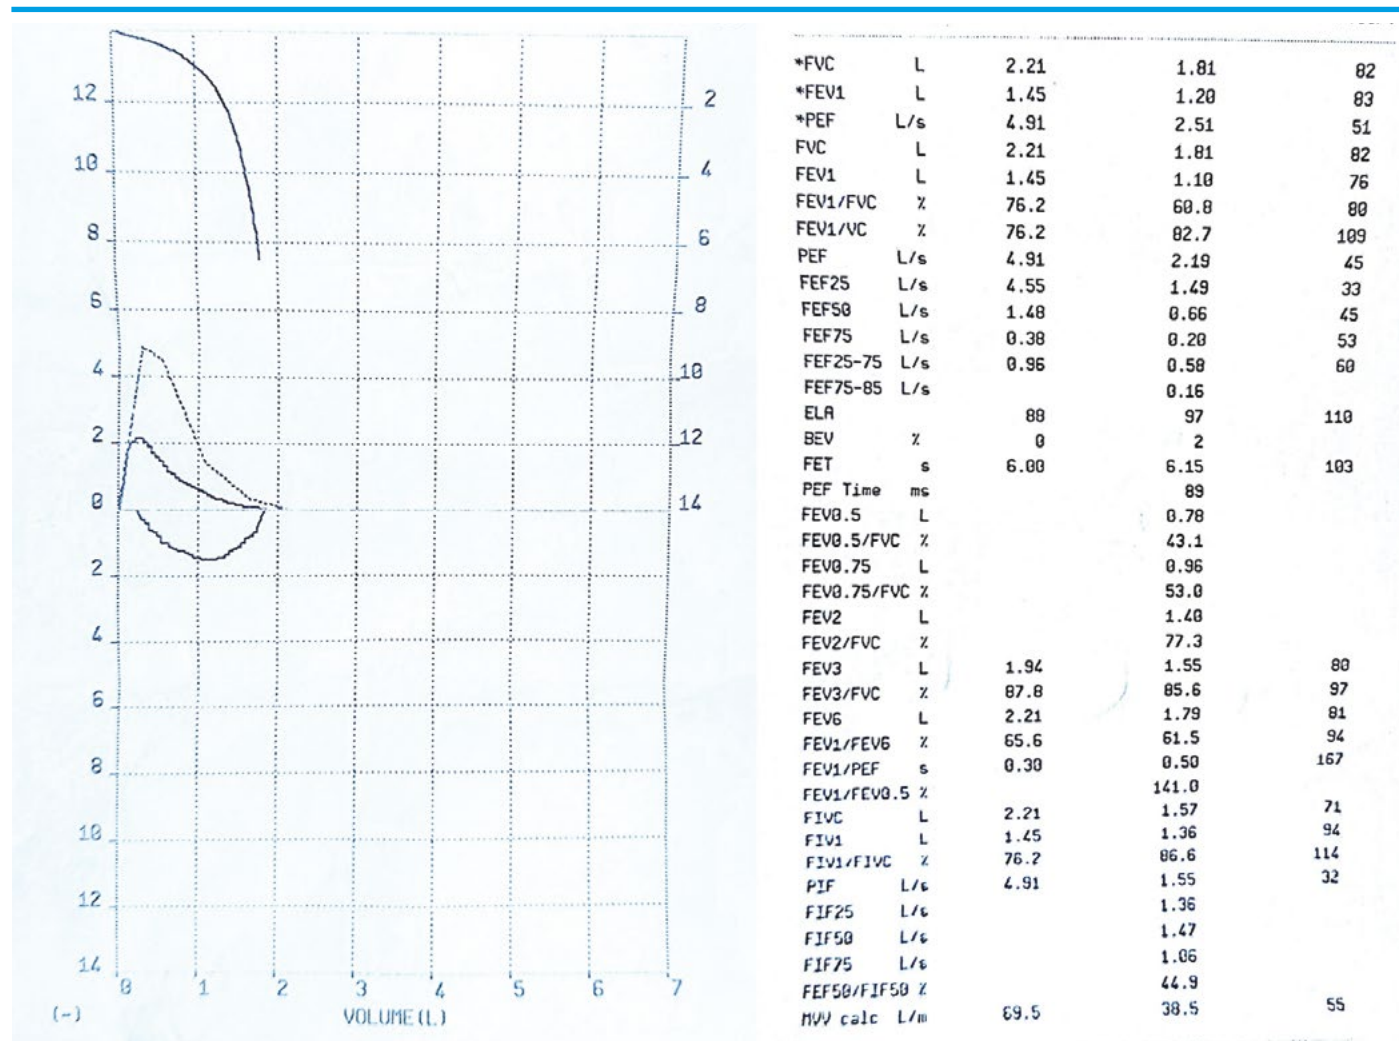 12
10
8
6
4
2
0
2
4
6
8
10
12
14
(-)
2
4
6
8
10
12
14
0 1 2 3 4 5 6 7
VOLUME(L)
*FVC L 2.21 1.81 82
*FEV1 L 1.45 1.20 83
*PEF L/s 4.91 2.51 51
FVC L 2.21 1.81 82
FEV1 L 1.45 1.10 76
FEV1/FVC % 76.2 60.8 80
FEV1/VC % 76.2 82.7 109
PEF L/s 4.91 2.19 45
FEF25 L/s 4.55 1.49 33
FEF50 L/s 1.48 0.66 45
FEF75 L/s 0.38 0.20 53
FEF25-75 L/s 0.96 0.58 60
FEF75-85 L/s 0.16
ELA 88 97 110
BEV % 0 2
FET s 6.00 6.15 103
PEF Time ms 89
FEV0.5 L 0.78
FEV0.5/FVC % 43.1
FEV0.75 L 0.96
FEV0.75/FVC % 53.0
FEV2 L 1.40
FEV2/FVC % 77.3
FEV3 L 1.94 1.55 80
FEV3/FVC % 87.8 85.6 97
FEV6 L 2.21 1.79 81
FEV1/FEV6 % 65.6 61.5 94
FEV1/PEF s 0.30 0.50 167
FEV1/FEV0.5 % 141.0
FIVC L 2.21 1.57 71
FIV1 L 1.45 1.36 94
FIV1/FIVC % 76.2 86.6 114
PIF L/s 4.91 1.55 32
FIF25 L/s 1.36
FIF50 L/s 1.47
FIF75 L/s 1.06
FEF50/FIF50 % 44.9
MVV calc L/m 69.5 38.5 55